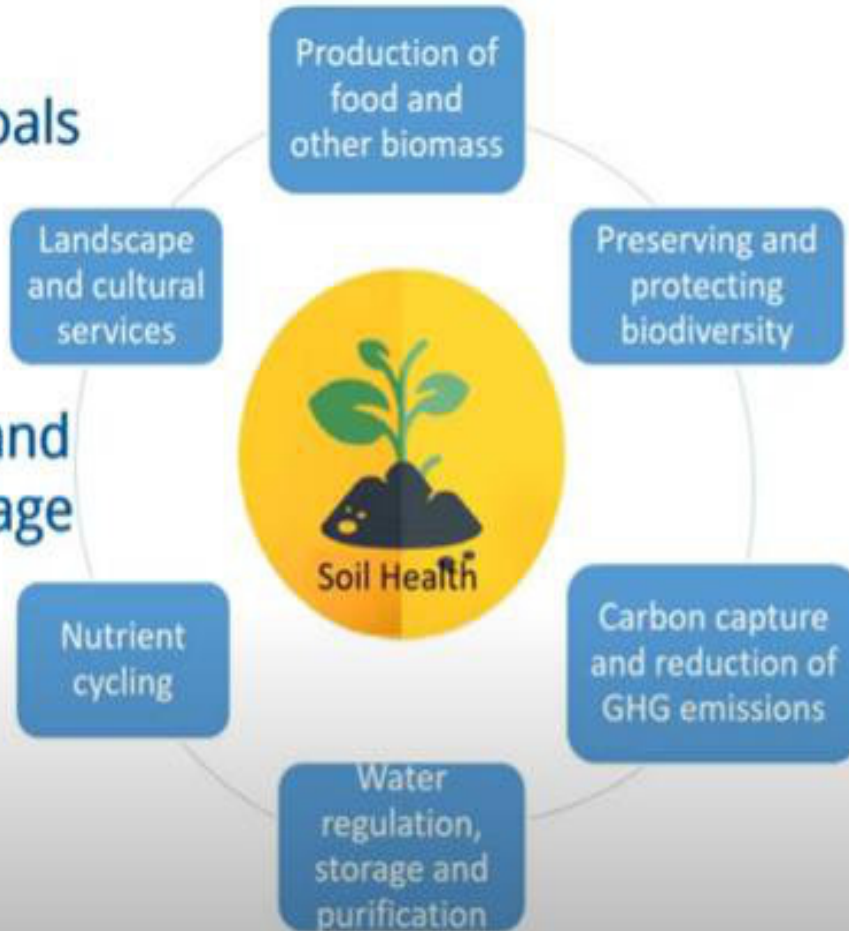 Production of
food and
other biomass
oals
Landscape
and cultural
services
Preserving and
protecting
biodiversity
and
age
Soil Health
Nutrient
cycling
Carbon capture
and reduction of
GHG emissions
Water
regulation,
storage and
purification